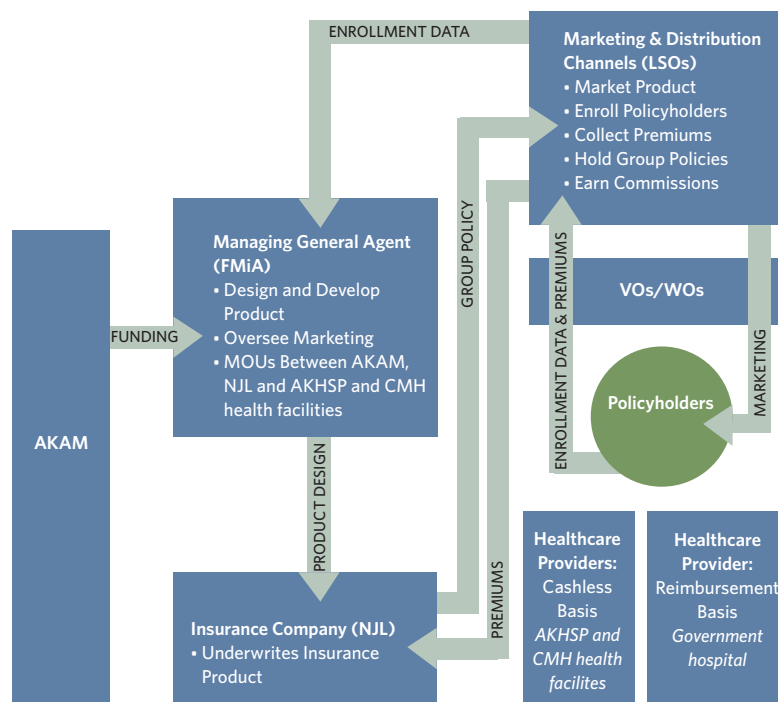 ENROLLMENT DATA
Marketing & Distribution
Channels (LSOs)
• Market Product
• Enroll Policyholders
• Collect Premiums
• Hold Group Policies
• Earn Commissions
Managing General Agent
(FMiA)
• Design and Develop
Product
• Oversee Marketing
• MOUs Between AKAM,
NJL and AKHSP and CMH
health facilities
GROUP POLICY
ENROLLMENT DATA & PREMIUMS
VOs/WOs
MARKETING
FUNDING
Policyholders
AKAM
PRODUCT DESIGN
PREMIUMS
Insurance Company (NJL)
• Underwrites Insurance
Product
Healthcare
Providers:
Cashless
Basis
AKHSP and
CMH health
facilites
Healthcare
Provider:
Reimbursement
Basis
Government
hospital